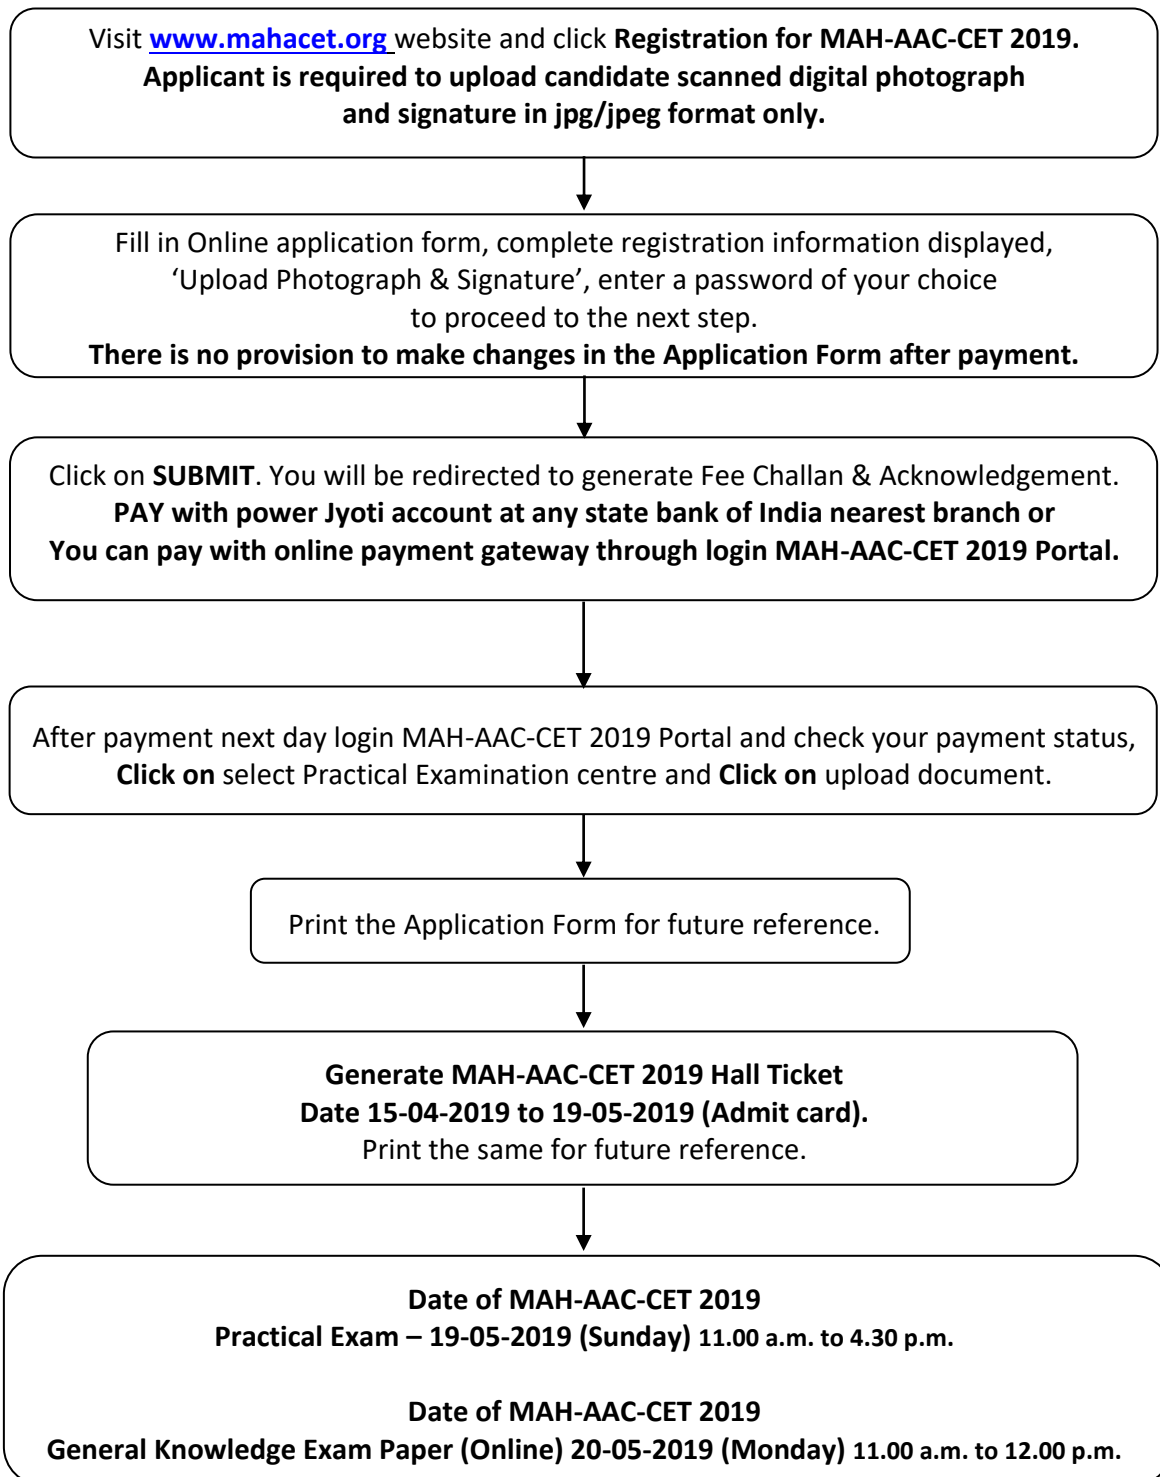 Visit www.mahacet.org website and click Registration for MAH-AAC-CET 2019.
Applicant is required to upload candidate scanned digital photograph
and signature in jpg/jpeg format only.
Fill in Online application form, complete registration information displayed,
‘Upload Photograph & Signature’, enter a password of your choice
to proceed to the next step.
There is no provision to make changes in the Application Form after payment.
Click on SUBMIT. You will be redirected to generate Fee Challan & Acknowledgement.
PAY with power Jyoti account at any state bank of India nearest branch or
You can pay with online payment gateway through login MAH-AAC-CET 2019 Portal.
After payment next day login MAH-AAC-CET 2019 Portal and check your payment status,
Click on select Practical Examination centre and Click on upload document.
Print the Application Form for future reference.
Generate MAH-AAC-CET 2019 Hall Ticket
Date 15-04-2019 to 19-05-2019 (Admit card).
Print the same for future reference.
Date of MAH-AAC-CET 2019
Practical Exam – 19-05-2019 (Sunday) 11.00 a.m. to 4.30 p.m.
Date of MAH-AAC-CET 2019
General Knowledge Exam Paper (Online) 20-05-2019 (Monday) 11.00 a.m. to 12.00 p.m.